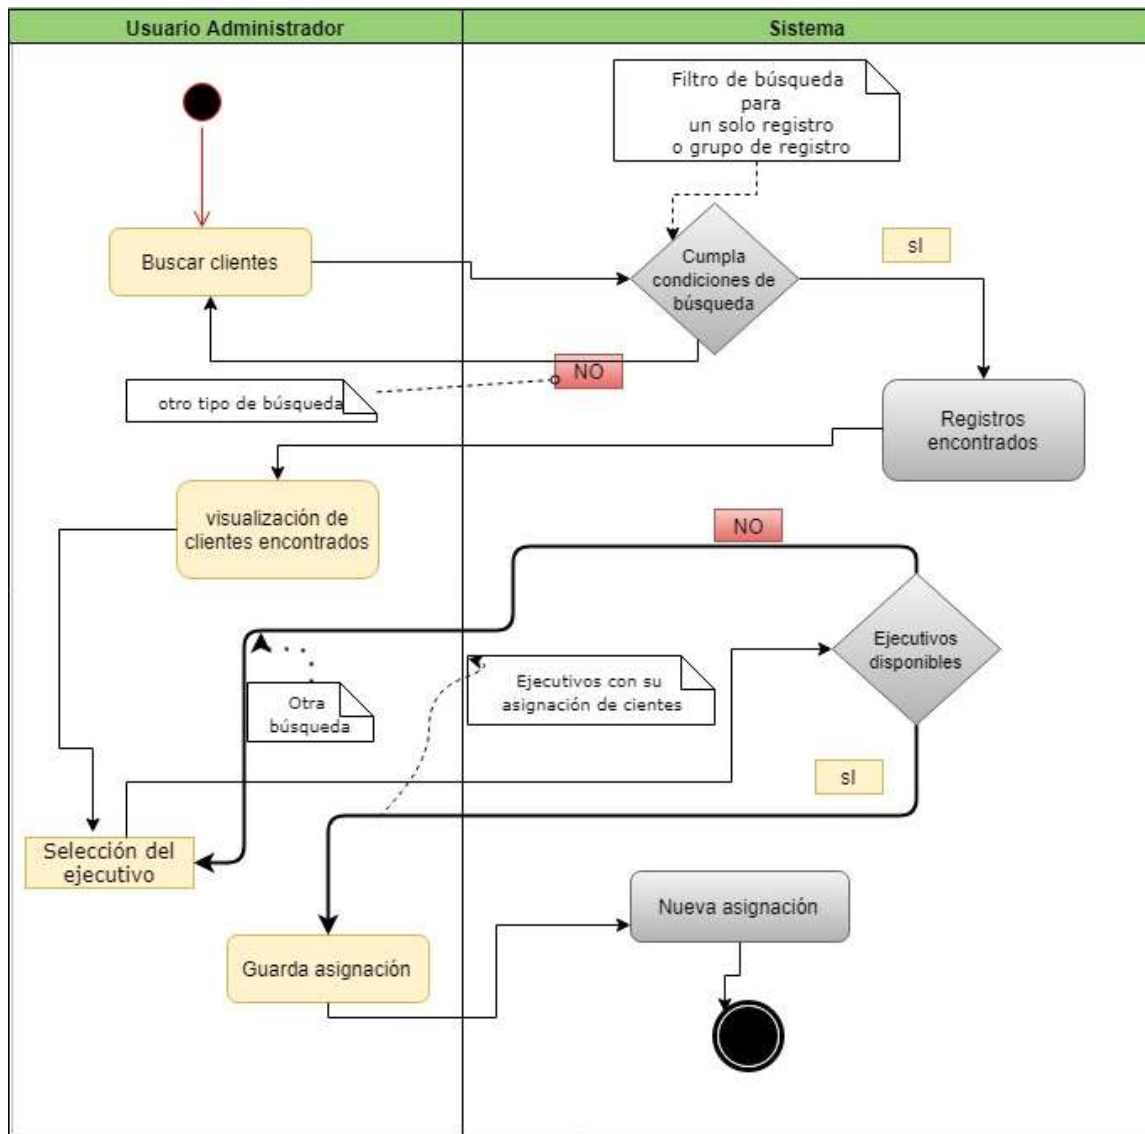 Usuario Administrador
Sistema
Filtro de búsqueda
para
un solo registro
o grupo de registro
Buscar clientes
Cumpla
condiciones de
búsqueda
sI
NO
otro tipo de búsqueda
Registros
encontrados
visualización de
clientes encontrados
NO
Ejecutivos
disponibles
Ejecutivos con su
asignación de cientes
Otra
búsqueda
sI
Selección del
ejecutivo
Nueva asignación
Guarda asignación